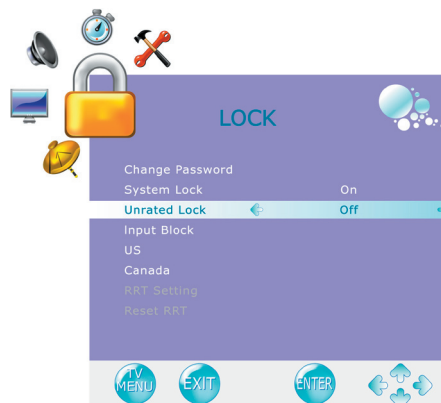 LOCK
Change Password
System Lock On
Unrated Lock Off
Input Block
US
Canada
RRT Setting
Reset RRT
TV MENU EXIT ENTER